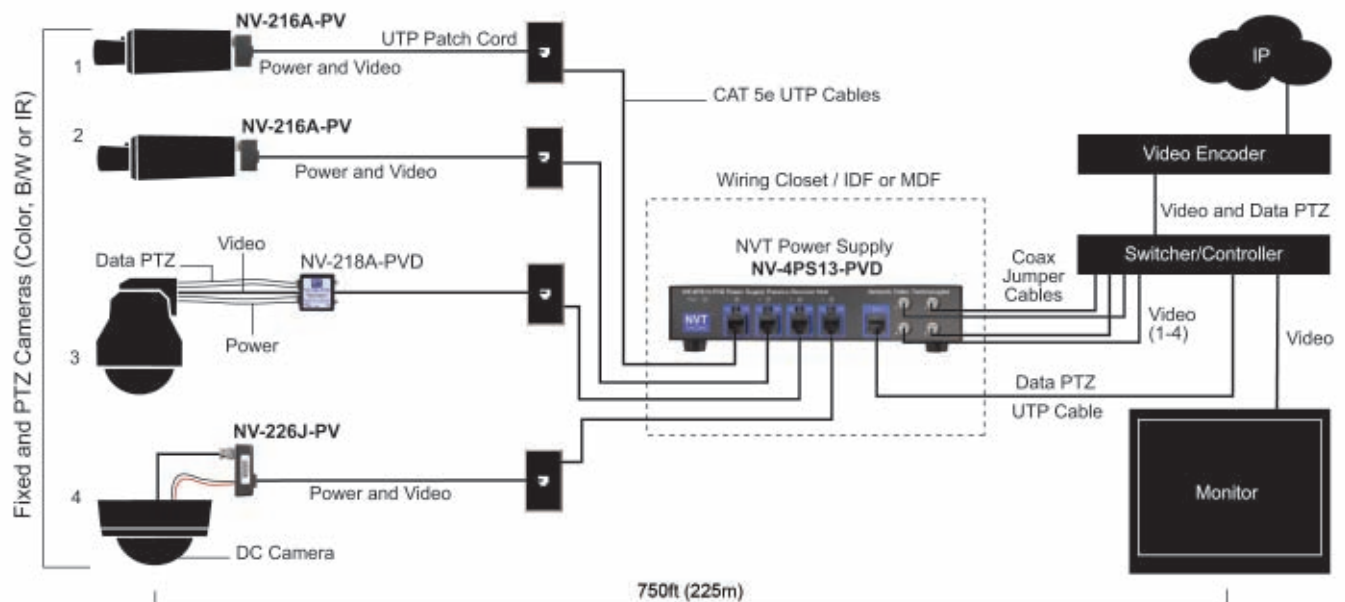 NV-216A-PV
UTP Patch Cord
1
Power and Video
CAT 5e UTP Cables
IP
2
NV-216A-PV
Power and Video
Video Encoder
Wiring Closet / IDF or MDF
Video and Data PTZ
Fixed and PTZ Cameras (Color, B/W or IR)
Data PTZ
Video
NV-218A-PVD
NVT Power Supply
NV-4PS13-PVD
Coax
Jumper
Cables
Switcher/Controller
NVT
Video
(1-4)
Video
3
Power
Data PTZ
UTP Cable
NV-226J-PV
4
Power and Video
Monitor
DC Camera
750ft (225m)